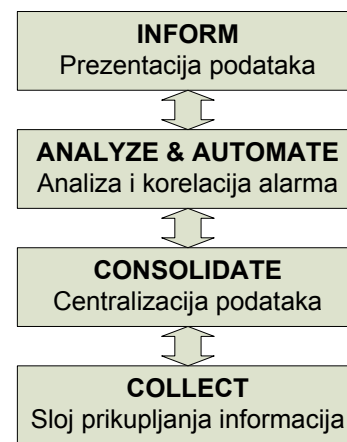 INFORM
Prezentacija podataka
ANALYZE & AUTOMATE
Analiza i korelacija alarma
CONSOLIDATE
Centralizacija podataka
COLLECT
Sloj prikupljanja informacija